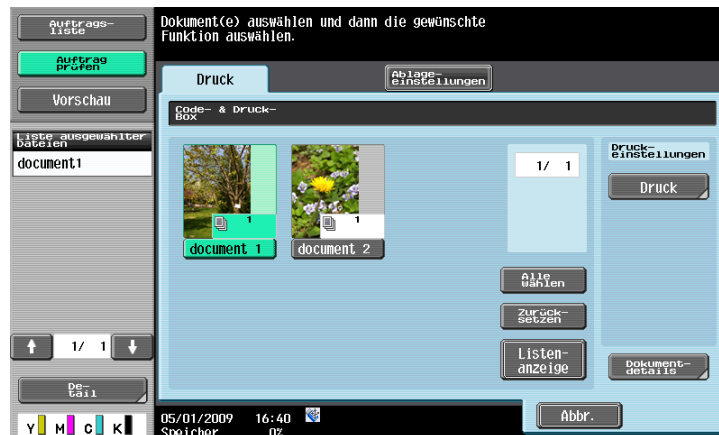 Auftrags-
liste
Auftrag
prüfen
Vorschau
Liste ausgewählter
Dateien
document1
1/ 1
De-
tail
Y M C K
Dokument(e) auswählen und dann die gewünschte
Funktion auswählen.
Druck
Ablage-
einstellungen
Code- & Druck-
Box
1
document 1
1
document 2
1/ 1
Alle
wählen
Zurück-
setzen
Listen-
anzeige
Druck-
einstellungen
Druck
Dokument-
details
05/01/2009 16:40
Speicher 0%
Abbr.